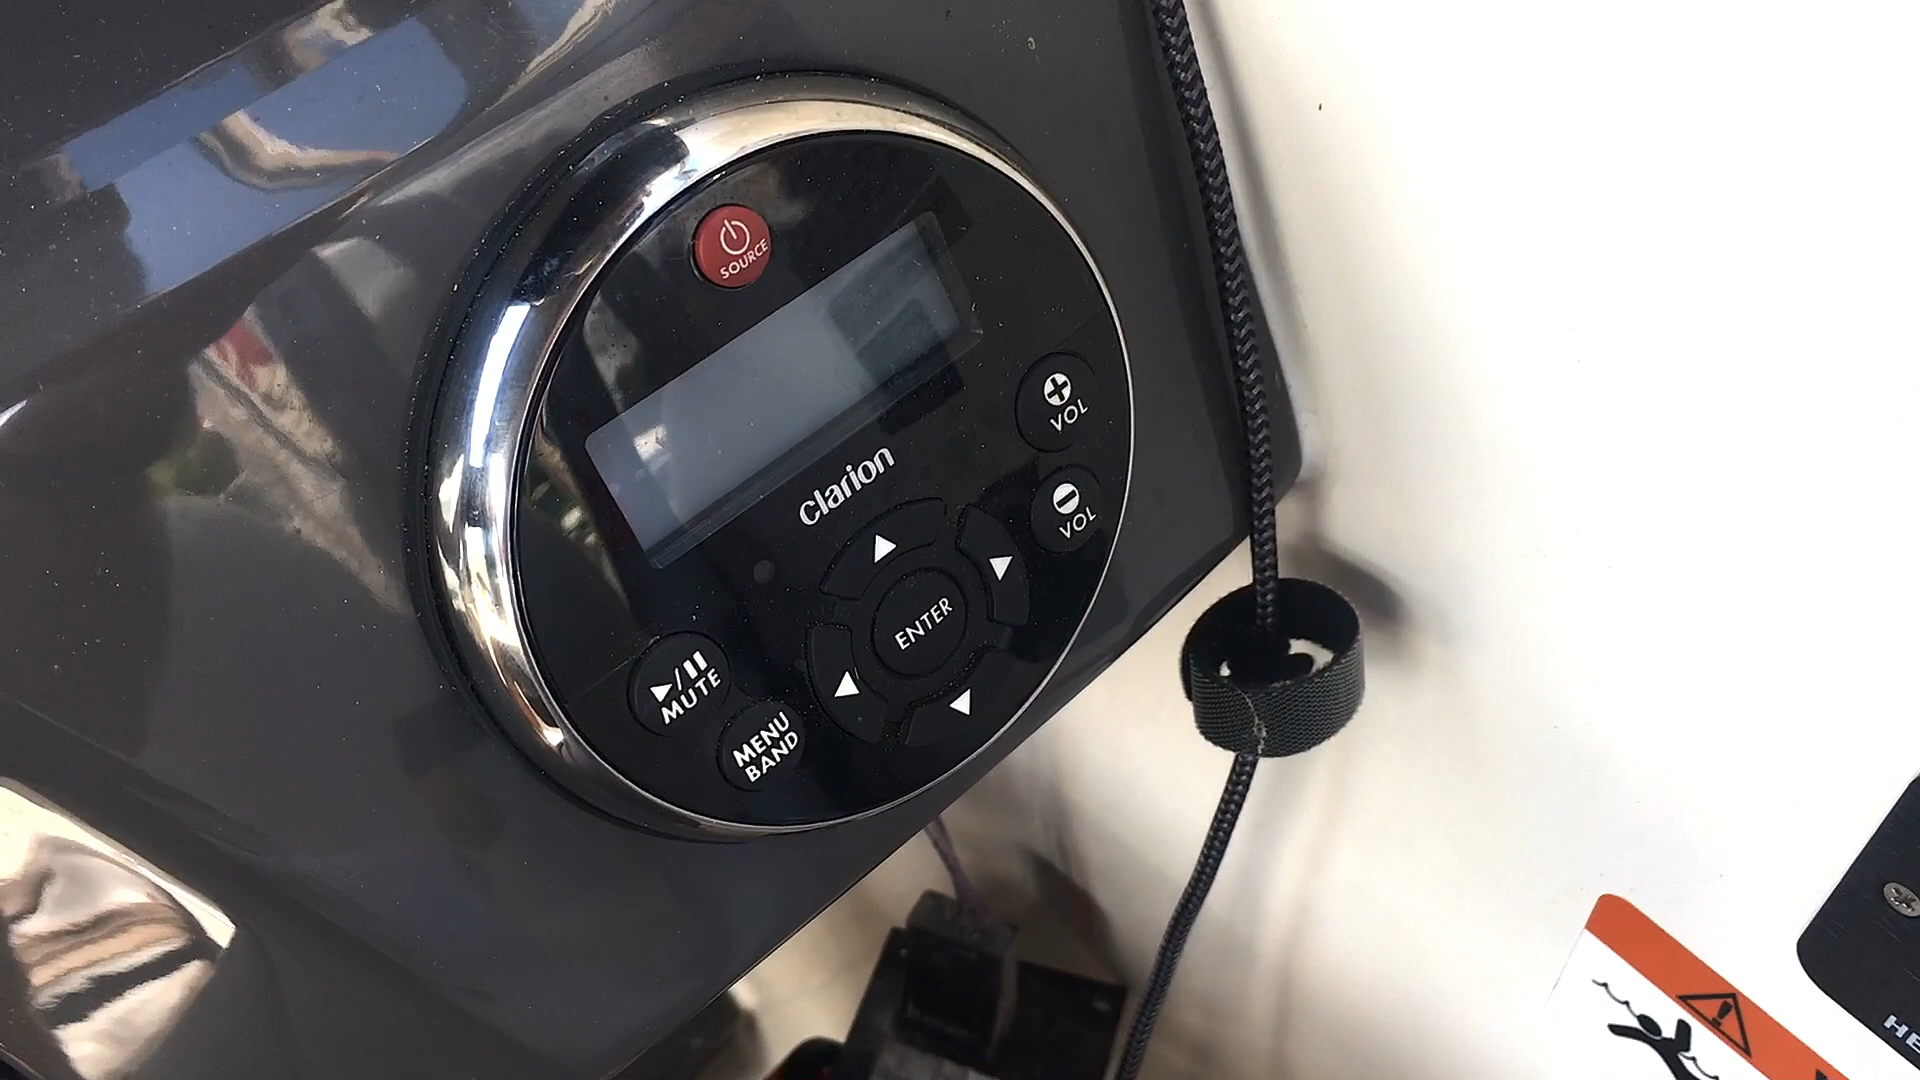 SOURCE
Clarion
VOL
VOL
ENTER
MUTE
MENU
BAND